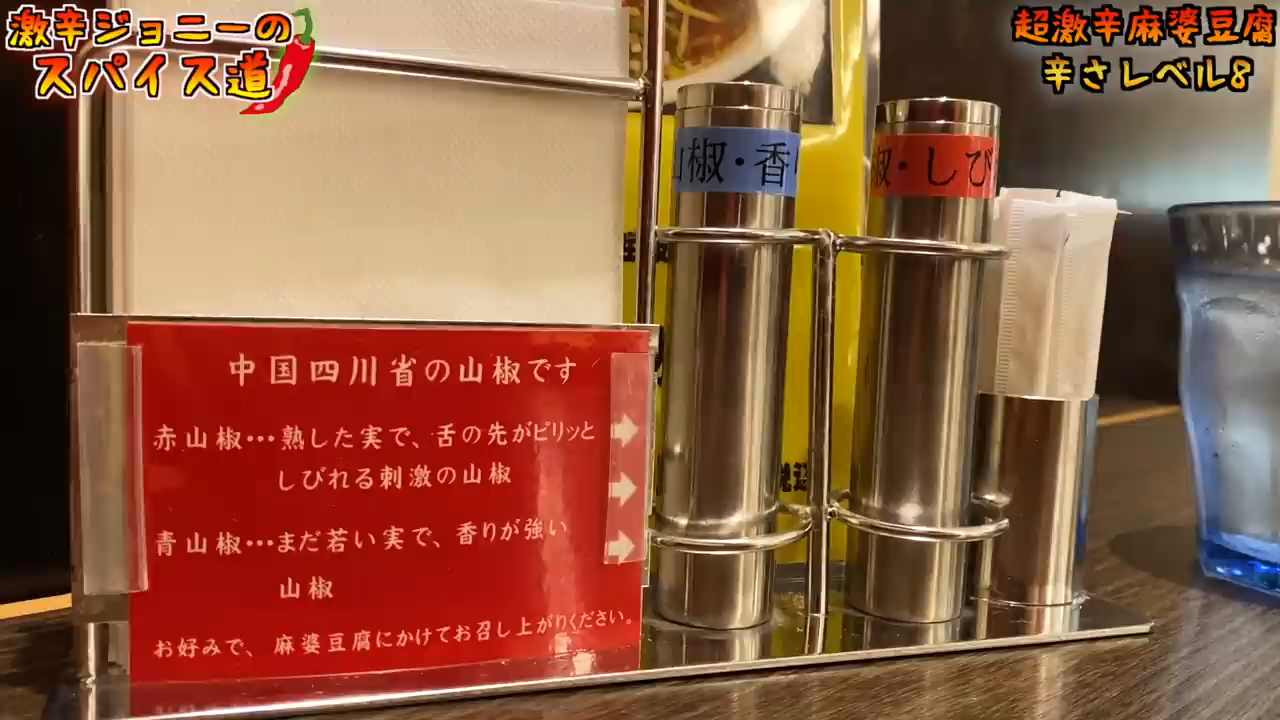 激辛ジョニーの
スパイス道
超激辛麻婆豆腐
辛さレベル8
山椒・香
椒・しび
中国四川省の山椒です
赤山椒…熟した実で、舌の先がピリッと
しびれる刺激の山椒
青山椒…まだ若い実で、香りが強い
山椒
お好みで、麻婆豆腐にかけてお召し上がりください。